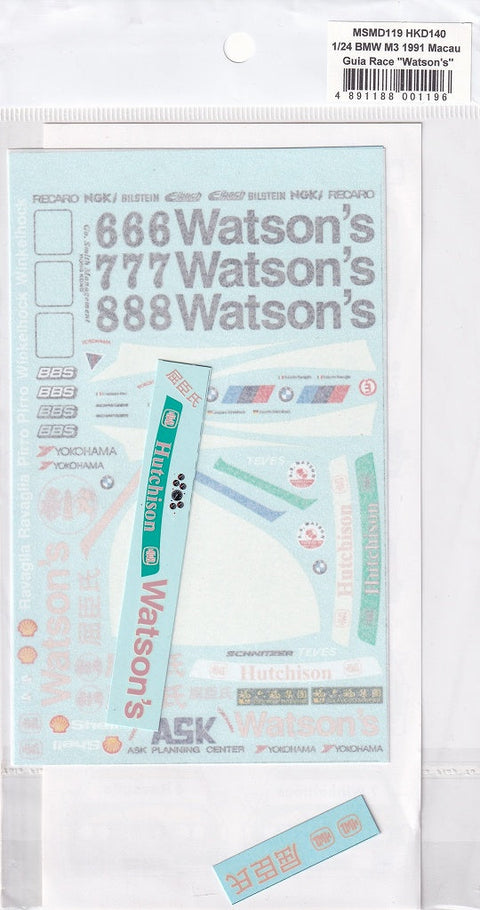 MSMD119 HKD140
1/24 BMW M3 1991 Macau
Guia Race "Watson's"
4 891188 001196
RECARO NGK BILSTEIN Eibach Eibach BILSTEIN NGK RECARO
666 Watson's
777 Watson's
888 Watson's
Winkelhock
Winkelhock
Pirro
Pirro
Ravaglia
Ravaglia
YOKOHAMA
BBS
BBS
BBS
BBS
YOKOHAMA
YOKOHAMA
屈臣氏
Hutchison
Watson's
TEVES
Hutchison
Hutchison
Watson's
屈臣氏
SCHNITZER TEVES
Hutchison
Shell
Shell
ASK
ASK PLANNING CENTER
Watson's
YOKOHAMA YOKOHAMA
屈臣氏